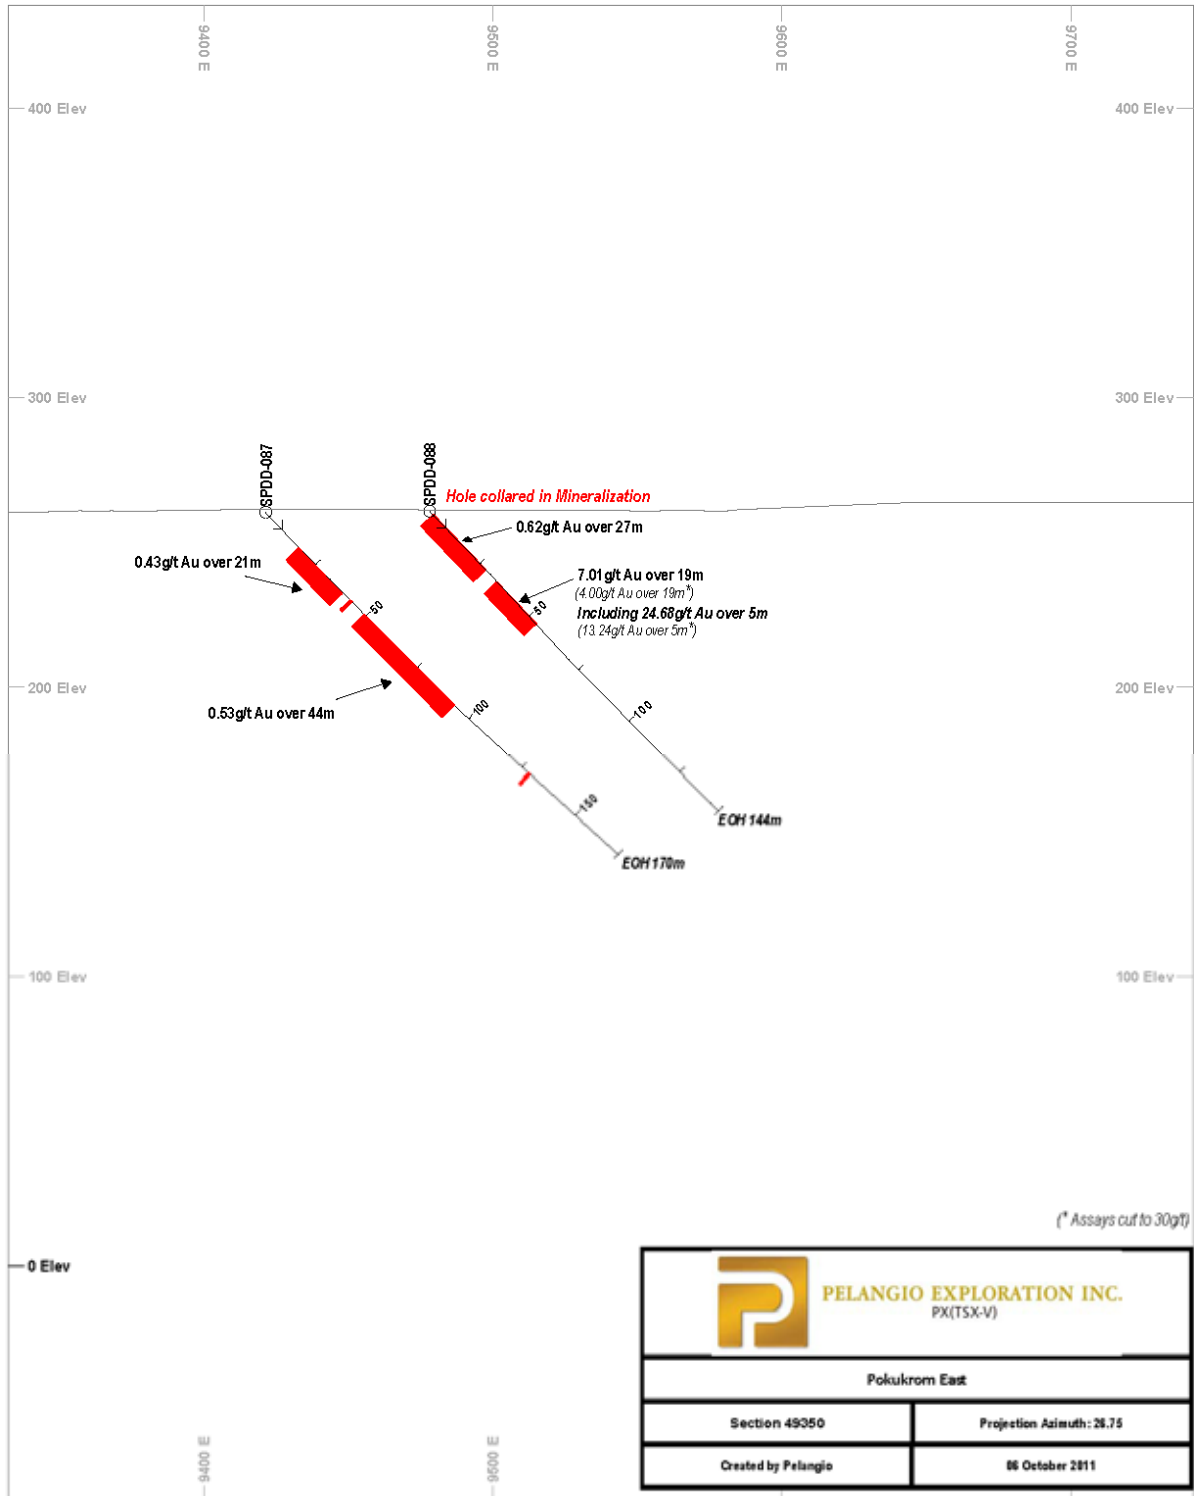 9400 E
9500 E
9600 E
9700 E
400 Elev
400 Elev
300 Elev
300 Elev
SPDD-087
SPDD-088
Hole collared in Mineralization
0.62g/t Au over 27m
0.43g/t Au over 21m
7.01g/t Au over 19m
(4.00g/t Au over 19m*)
50
50
Including 24.68g/t Au over 5m
(13.24g/t Au over 5m*)
200 Elev
200 Elev
0.53g/t Au over 44m
100
100
150
EOH 144m
EOH 170m
100 Elev
100 Elev
(* Assays cut to 30g/t)
0 Elev
PELANGIO EXPLORATION INC.
PX(TSX-V)
Pokukrom East
Section 49350
Projection Azimuth: 26.75
Created by Pelangio
06 October 2011
9400 E
9500 E